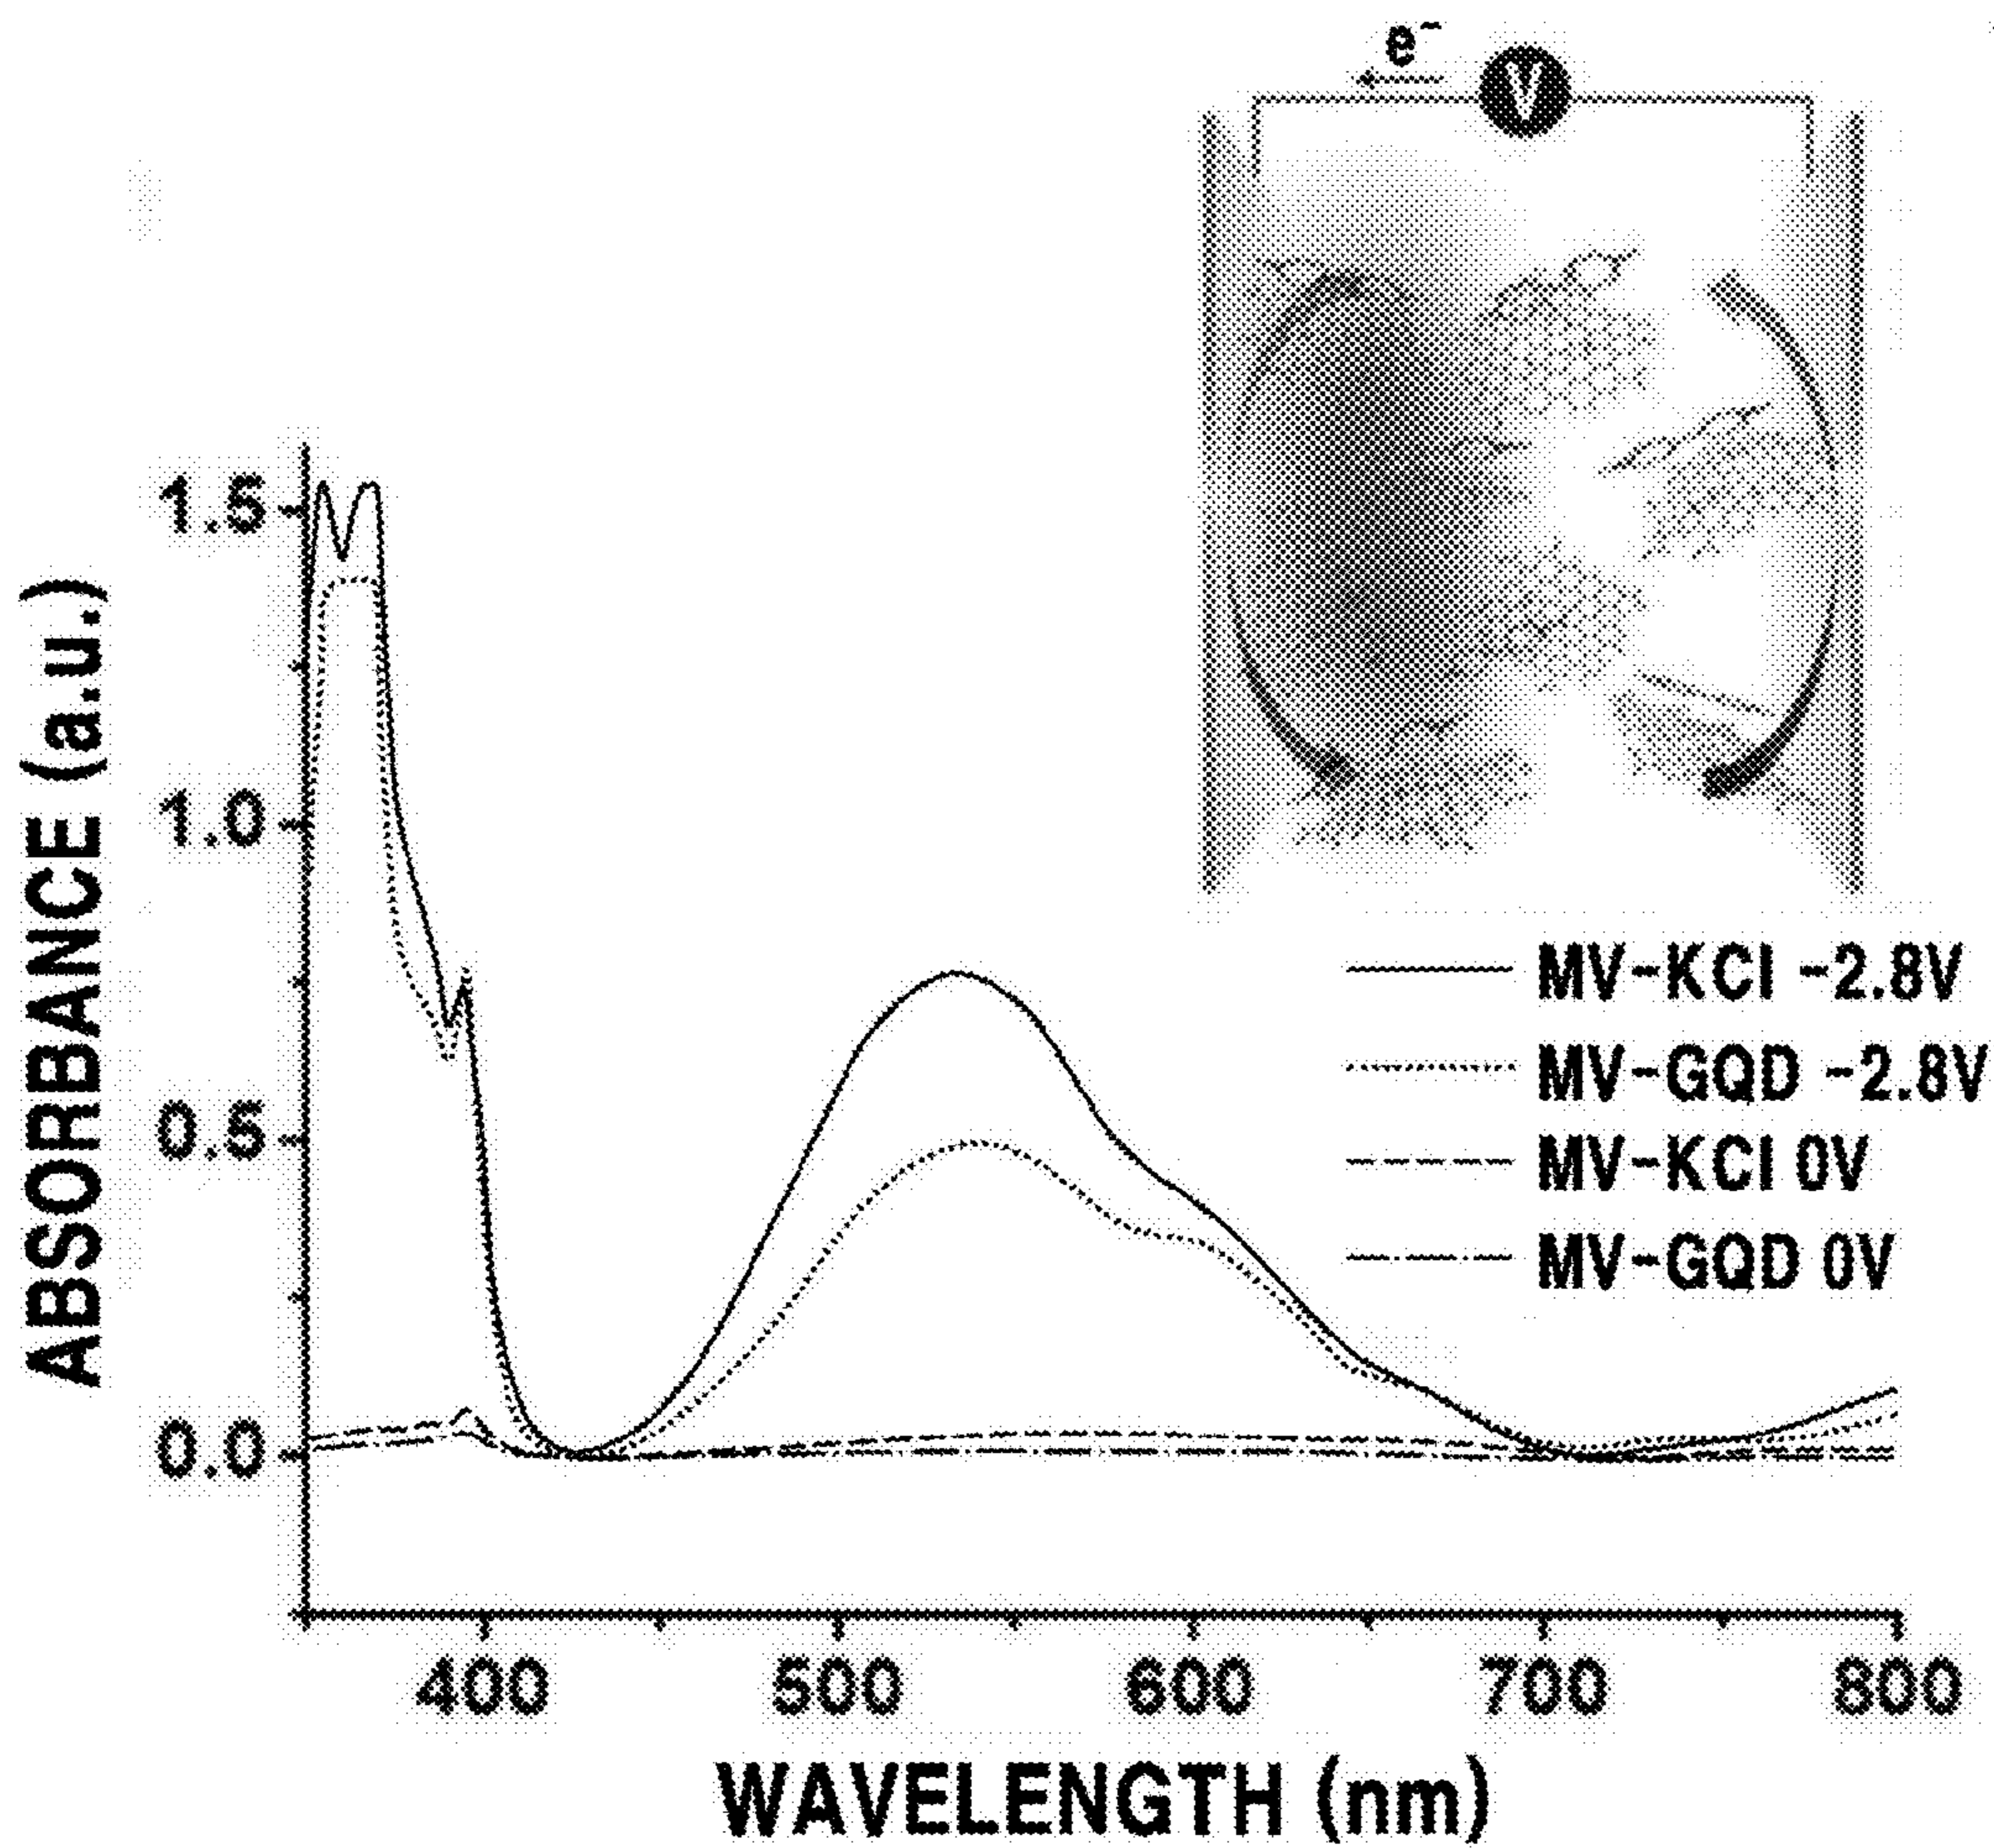 e⁻
V
1.5
1.0
0.5
0.0
ABSORBANCE (a.u.)
MV-KCl -2.8V
MV-GQD -2.8V
MV-KCl 0V
MV-GQD 0V
400 500 600 700 800
WAVELENGTH (nm)